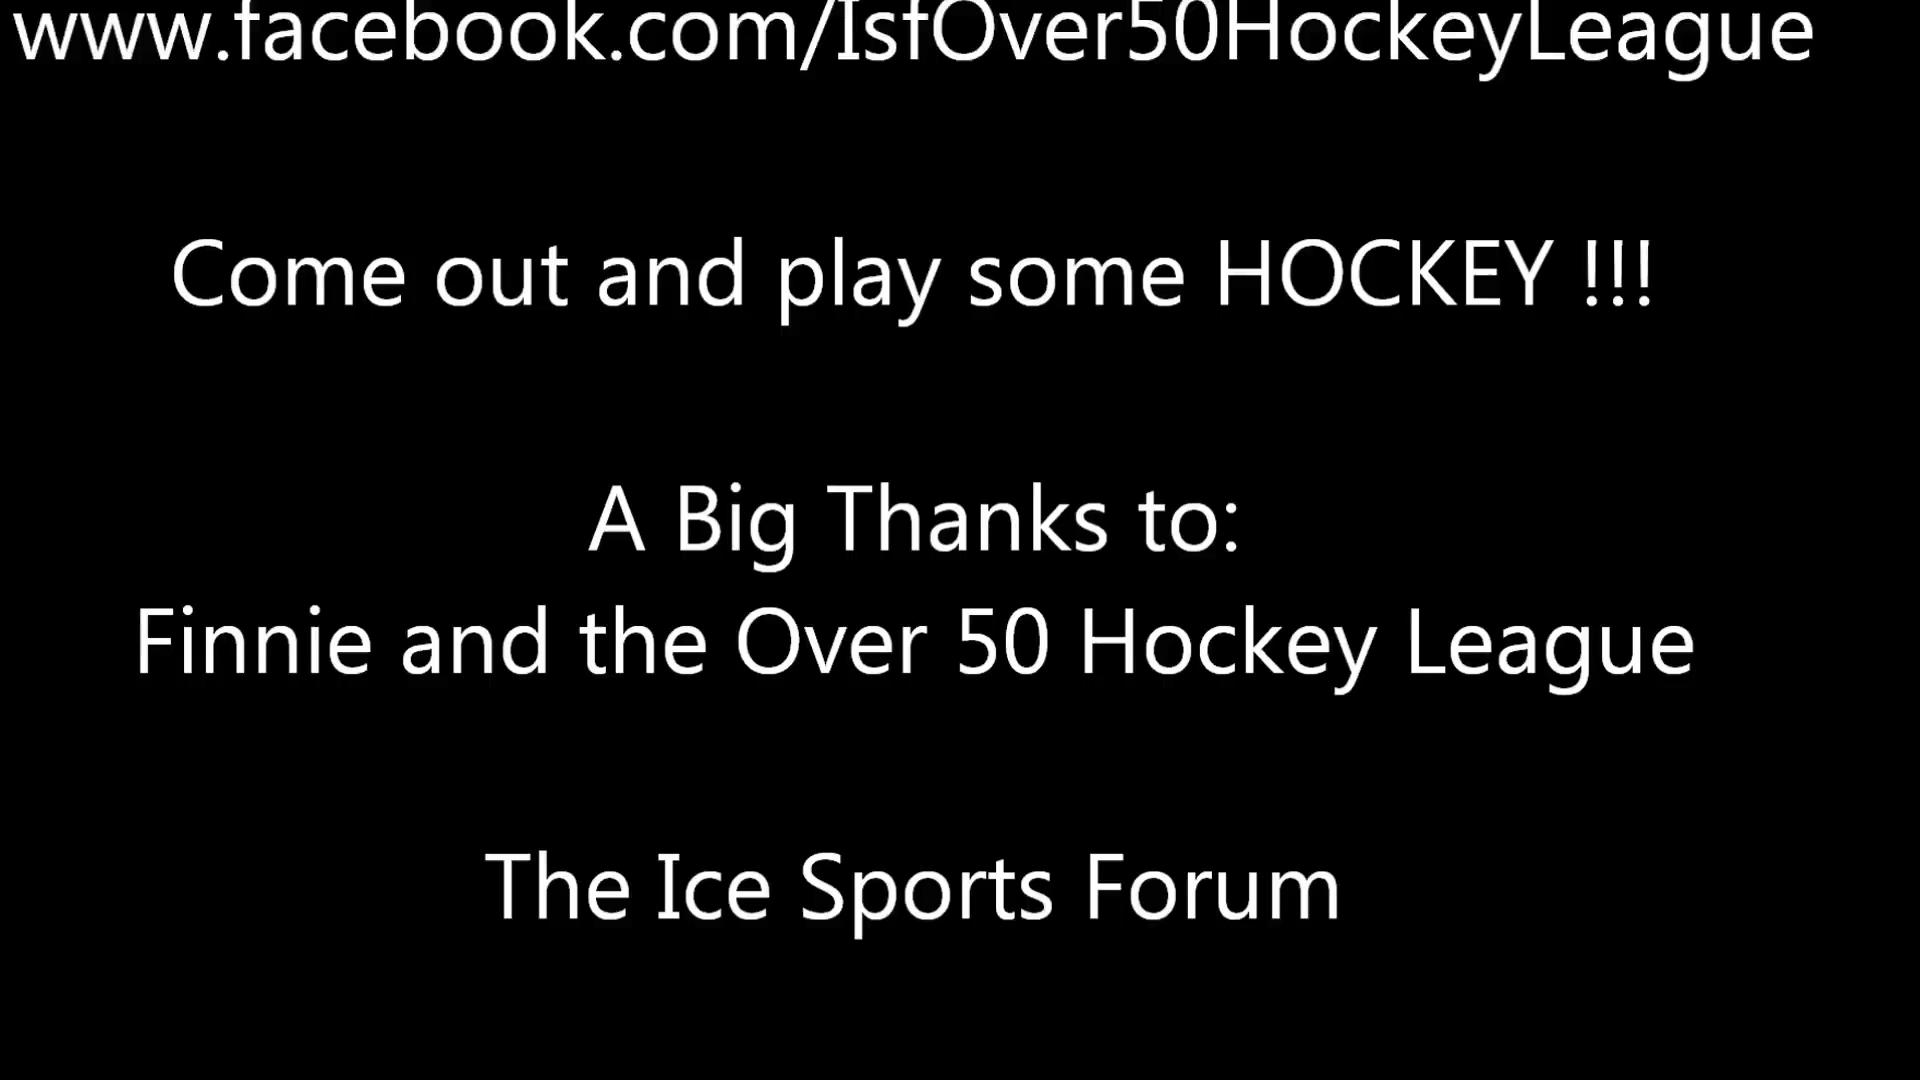 www.facebook.com/IsfOver50HockeyLeague
Come out and play some HOCKEY !!!
A Big Thanks to:
Finnie and the Over 50 Hockey League
The Ice Sports Forum